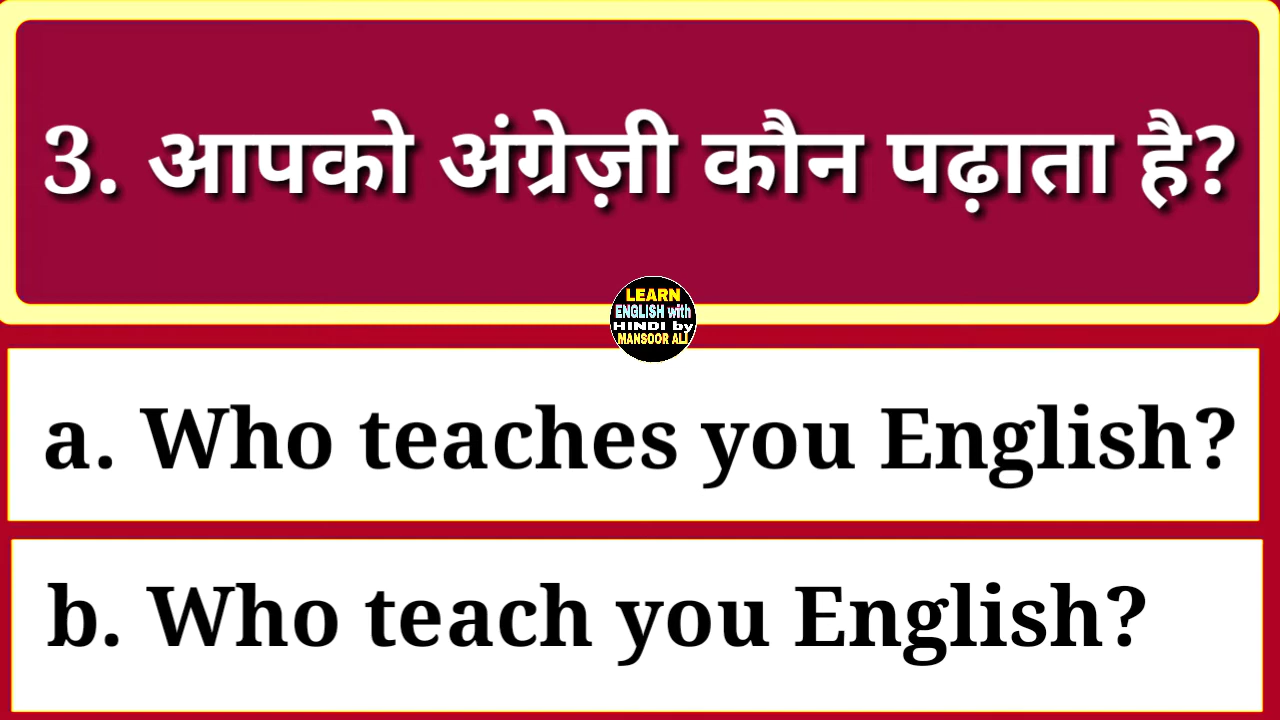 3. आपको अंग्रेज़ी कौन पढ़ाता है?
LEARN
ENGLISH with
HINDI by
MANSOOR ALI
a. Who teaches you English?
b. Who teach you English?